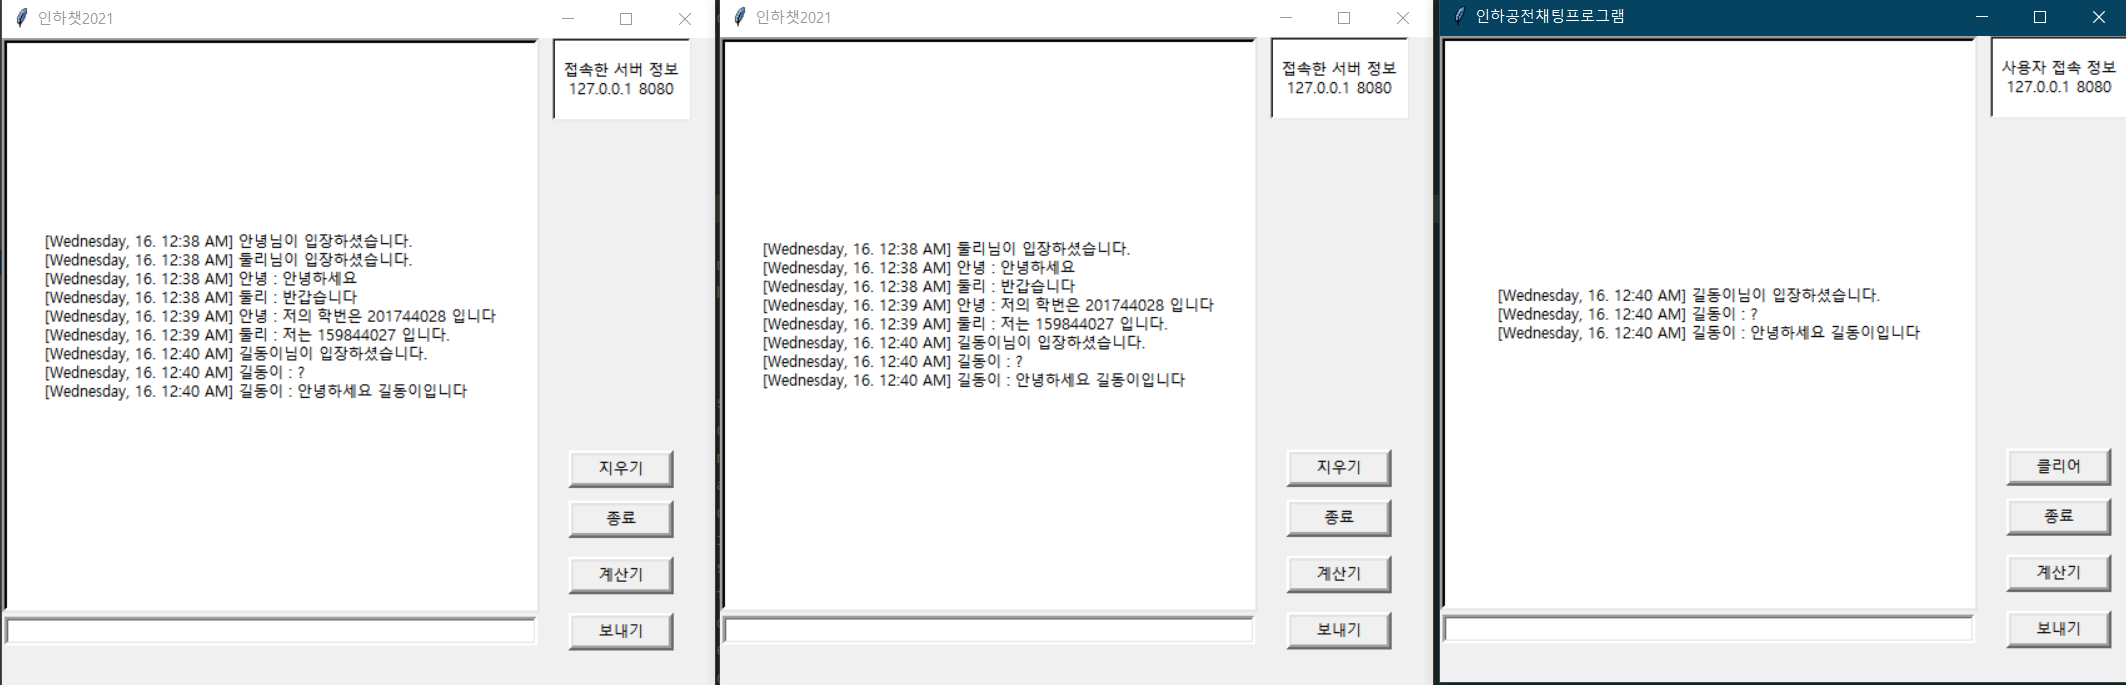 인하챗2021
접속한 서버 정보
127.0.0.1 8080
[Wednesday, 16. 12:38 AM] 안녕님이 입장하셨습니다.
[Wednesday, 16. 12:38 AM] 둘리님이 입장하셨습니다.
[Wednesday, 16. 12:38 AM] 안녕 : 안녕하세요
[Wednesday, 16. 12:38 AM] 둘리 : 반갑습니다
[Wednesday, 16. 12:39 AM] 안녕 : 저의 학번은 201744028 입니다
[Wednesday, 16. 12:39 AM] 둘리 : 저는 159844027 입니다.
[Wednesday, 16. 12:40 AM] 길동이님이 입장하셨습니다.
[Wednesday, 16. 12:40 AM] 길동이 : ?
[Wednesday, 16. 12:40 AM] 길동이 : 안녕하세요 길동이입니다
지우기
종료
계산기
보내기
인하챗2021
접속한 서버 정보
127.0.0.1 8080
[Wednesday, 16. 12:38 AM] 둘리님이 입장하셨습니다.
[Wednesday, 16. 12:38 AM] 안녕 : 안녕하세요
[Wednesday, 16. 12:38 AM] 둘리 : 반갑습니다
[Wednesday, 16. 12:39 AM] 안녕 : 저의 학번은 201744028 입니다
[Wednesday, 16. 12:39 AM] 둘리 : 저는 159844027 입니다.
[Wednesday, 16. 12:40 AM] 길동이님이 입장하셨습니다.
[Wednesday, 16. 12:40 AM] 길동이 : ?
[Wednesday, 16. 12:40 AM] 길동이 : 안녕하세요 길동이입니다
지우기
종료
계산기
보내기
인하공전채팅프로그램
사용자 접속 정보
127.0.0.1 8080
[Wednesday, 16. 12:40 AM] 길동이님이 입장하셨습니다.
[Wednesday, 16. 12:40 AM] 길동이 : ?
[Wednesday, 16. 12:40 AM] 길동이 : 안녕하세요 길동이입니다
클리어
종료
계산기
보내기